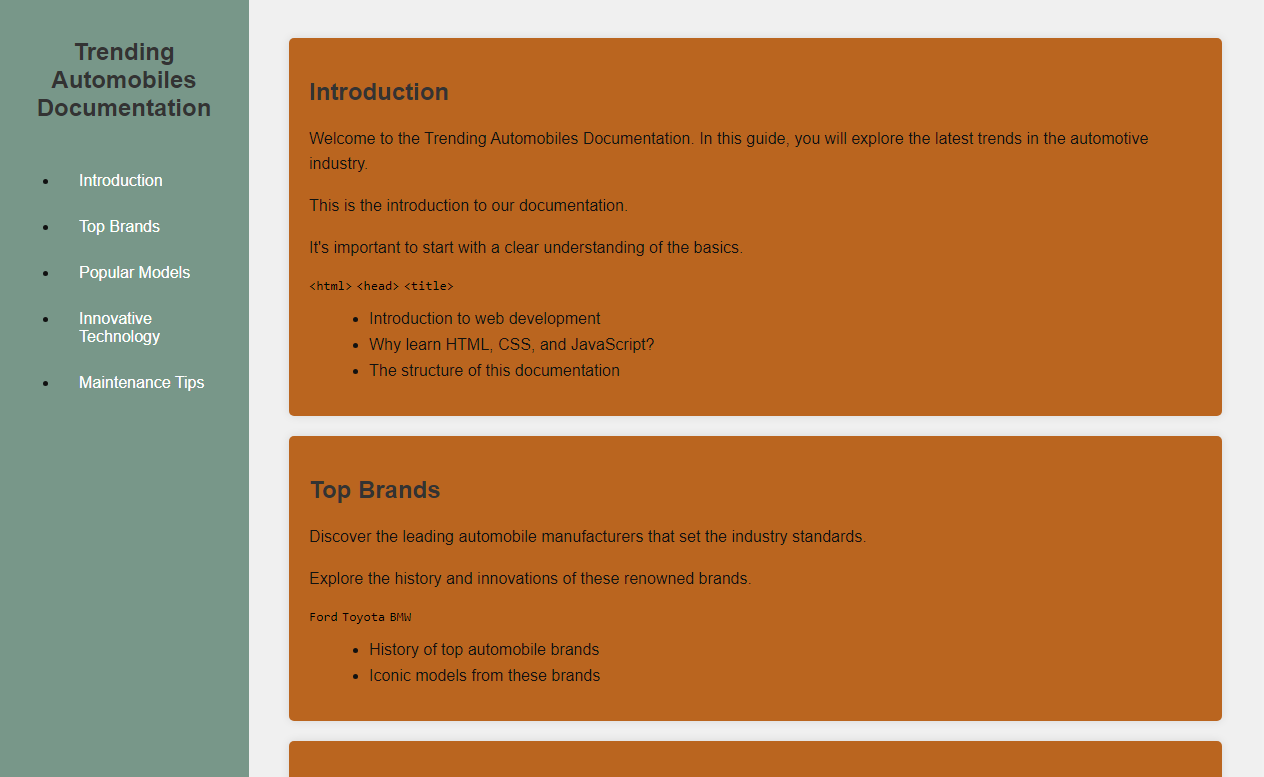 Trending
Automobiles
Documentation
Introduction
Top Brands
Popular Models
Innovative
Technology
Maintenance Tips
Introduction
Welcome to the Trending Automobiles Documentation. In this guide, you will explore the latest trends in the automotive
industry.
This is the introduction to our documentation.
It's important to start with a clear understanding of the basics.
<html> <head> <title>
Introduction to web development
Why learn HTML, CSS, and JavaScript?
The structure of this documentation
Top Brands
Discover the leading automobile manufacturers that set the industry standards.
Explore the history and innovations of these renowned brands.
Ford Toyota BMW
History of top automobile brands
Iconic models from these brands